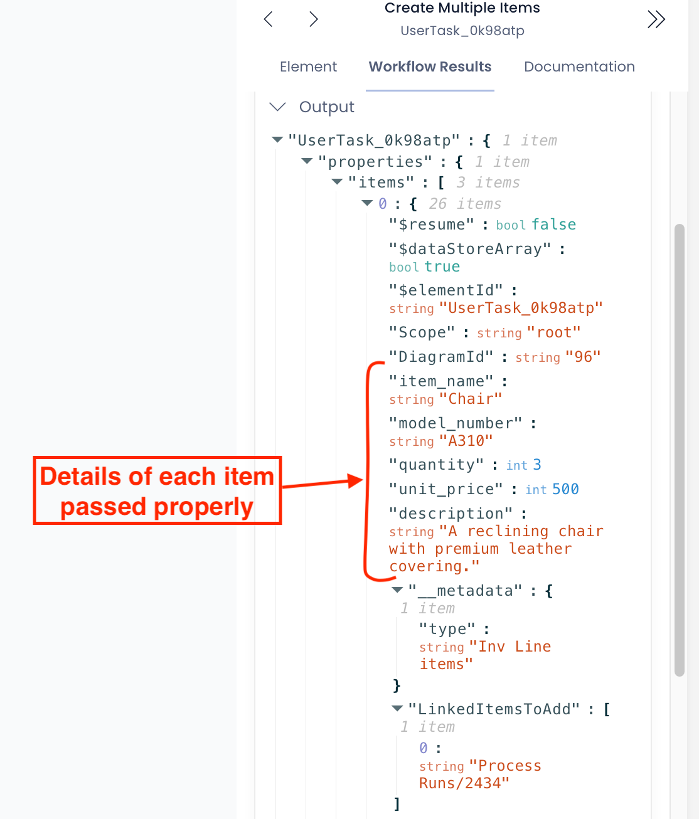 Create Multiple Items
UserTask_0k98atp
Element Workflow Results Documentation
Output
"UserTask_0k98atp" : { 1 item
"properties" : { 1 item
"items" : [ 3 items
0 : { 26 items
"$resume" : bool false
"$dataStoreArray" :
bool true
"$elementId" :
string "UserTask_0k98atp"
"Scope" : string "root"
"DiagramId" : string "96"
"item_name" :
string "Chair"
"model_number" :
string "A310"
"quantity" : int 3
"unit_price" : int 500
"description" :
string "A reclining chair
with premium leather
covering."
Details of each item
passed properly
"__metadata" : {
1 item
"type" :
string "Inv Line
items"
}
"LinkedItemsToAdd" : [
1 item
0 :
string "Process
Runs/2434"
]